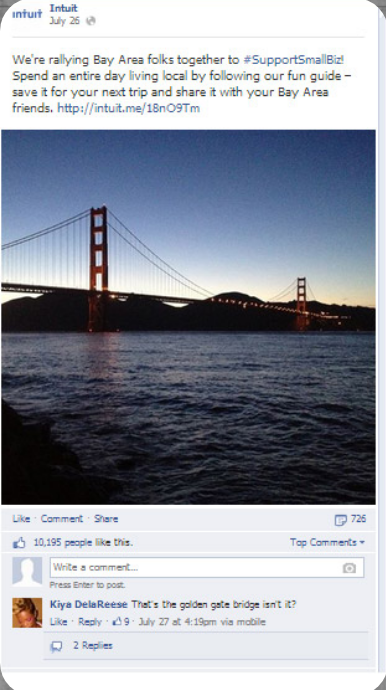 intuit Intuit
July 26
We're rallying Bay Area folks together to #SupportSmallBiz!
Spend an entire day living local by following our fun guide –
save it for your next trip and share it with your Bay Area
friends. http://intuit.me/18nO9Tm
Like · Comment · Share 726
10,195 people like this. Top Comments
Write a comment...
Press Enter to post.
Kiya DelaReese That's the golden gate bridge isn't it?
Like · Reply · 9 · July 27 at 4:19pm via mobile
2 Replies